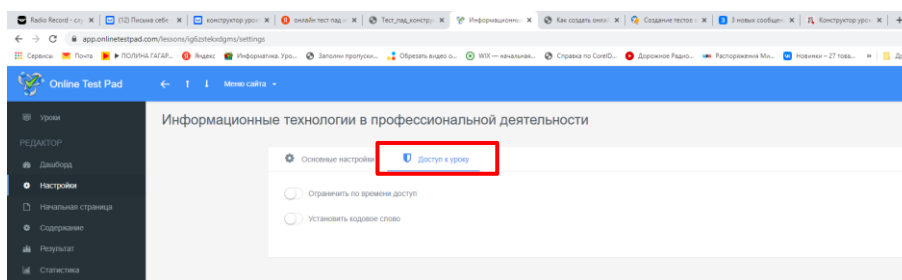 Radio Record - слу
(12) Письма себе
конструктор урок
онлайн тест пад
Тест_пад_констру
Информационны
Как создать онла
Создание тестов с
3 новых сообщен
Конструктор урок
app.onlinetestpad.com/lessons/
/settings
Сервисы Почта ► ПОЛИНА ГАГАР... Яндекс Информатика. Уро... Заполни пропуски... Обрезать видео о... WIX — начальная... Справка по CorelD... Дорожное Радио... Распоряжения Ми... Новинки – 27 това... »
Online Test Pad ← ↑ ↓ Меню сайта
Уроки
Информационные технологии в профессиональной деятельности
РЕДАКТОР
Дашборд
Основные настройки Доступ к уроку
Настройки
Ограничить по времени доступ
Начальная страница
Установить кодовое слово
Содержание
Результат
Статистика